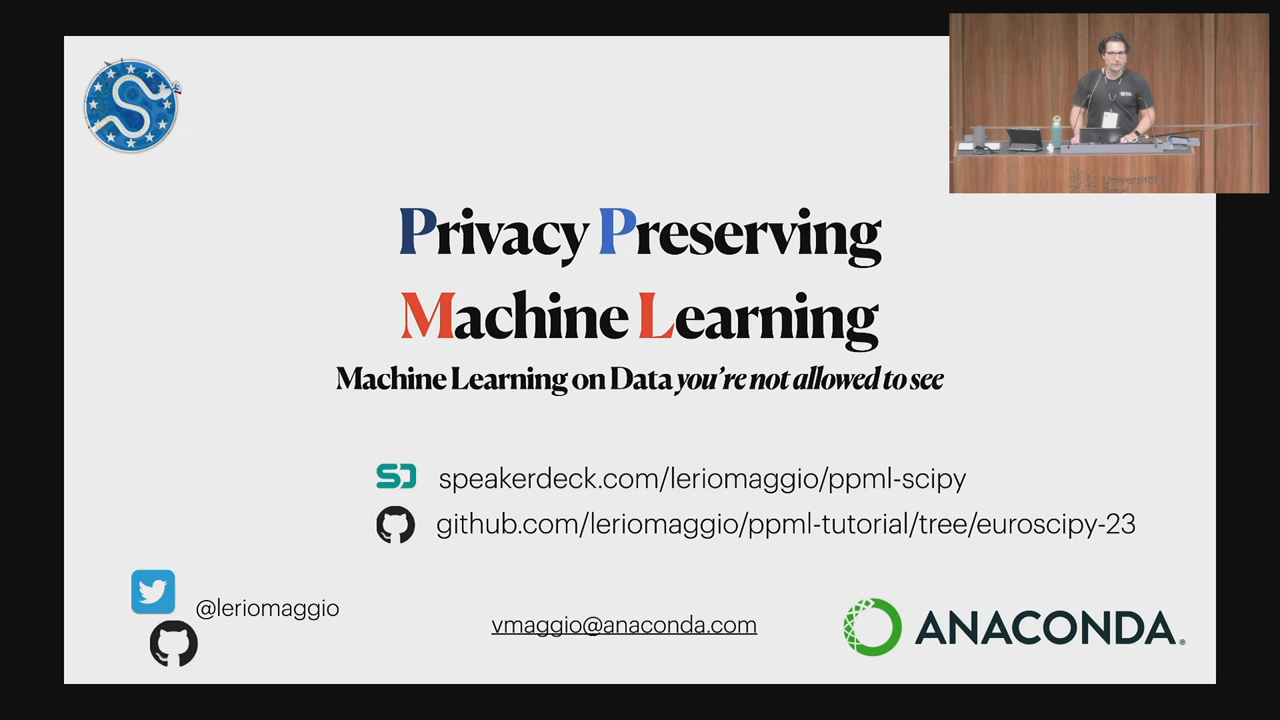 Privacy Preserving
Machine Learning
Machine Learning on Data you're not allowed to see
speakerdeck.com/leriomaggio/ppml-scipy
github.com/leriomaggio/ppml-tutorial/tree/euroscipy-23
@leriomaggio
vmaggio@anaconda.com
ANACONDA.
Universität